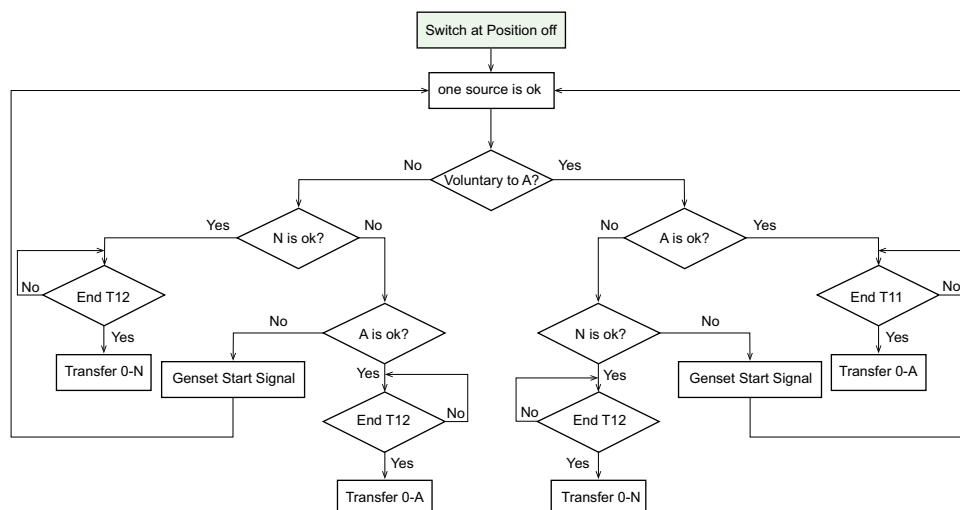 Switch at Position off
one source is ok
No
Yes
Voluntary to A?
Yes
No
No
Yes
N is ok?
A is ok?
No
End T12
End T11
No
No
No
Yes
A is ok?
N is ok?
Yes
Transfer 0-N
Genset Start Signal
Yes
Yes
Genset Start Signal
Transfer 0-A
End T12
No
No
End T12
Yes
Yes
Transfer 0-A
Transfer 0-N